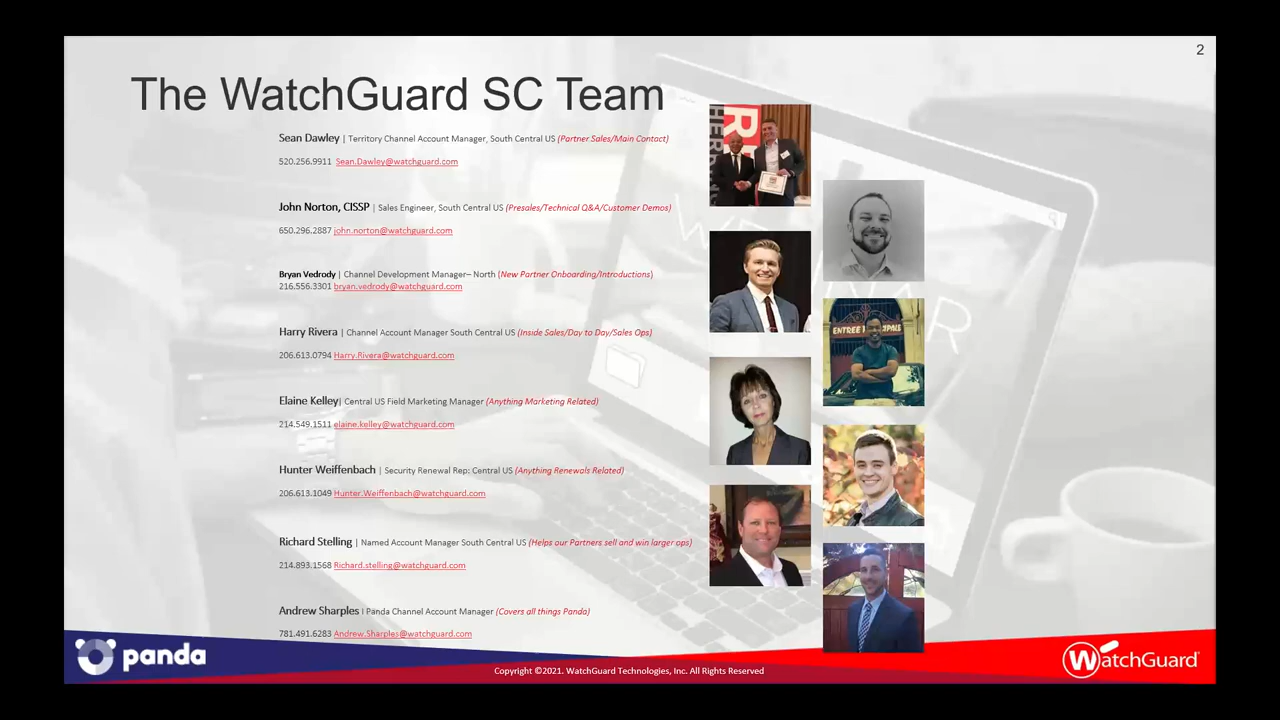 2
The WatchGuard SC Team
Sean Dawley | Territory Channel Account Manager, South Central US (Partner Sales/Main Contact)
520.256.9911 Sean.Dawley@watchguard.com
John Norton, CISSP | Sales Engineer, South Central US (Presales/Technical Q&A/Customer Demos)
650.296.2887 john.norton@watchguard.com
Bryan Vedrody | Channel Development Manager– North (New Partner Onboarding/Introductions)
216.556.3301 bryan.vedrody@watchguard.com
Harry Rivera | Channel Account Manager South Central US (Inside Sales/Day to Day/Sales Ops)
206.613.0794 Harry.Rivera@watchguard.com
Elaine Kelley| Central US Field Marketing Manager (Anything Marketing Related)
214.549.1511 elaine.kelley@watchguard.com
Hunter Weiffenbach | Security Renewal Rep: Central US (Anything Renewals Related)
206.613.1049 Hunter.Weiffenbach@watchguard.com
Richard Stelling | Named Account Manager South Central US (Helps our Partners sell and win larger ops)
214.893.1568 Richard.stelling@watchguard.com
Andrew Sharples I Panda Channel Account Manager (Covers all things Panda)
781.491.6283 Andrew.Sharples@watchguard.com
panda
Copyright ©2021. WatchGuard Technologies, Inc. All Rights Reserved
WatchGuard